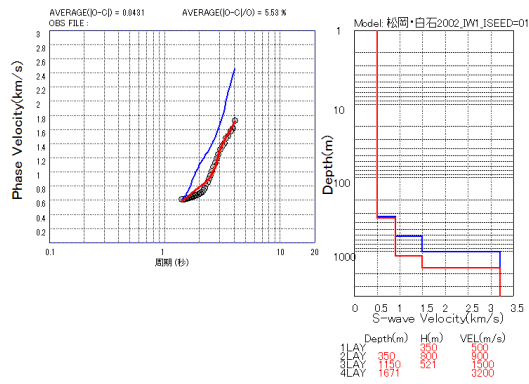 AVERAGE(|O-C|) = 0.0431 AVERAGE(|O-C|/O) = 5.53 %
OBS FILE :
Phase Velocity(km/s)
3
2.8
2.6
2.4
2.2
2
1.8
1.6
1.4
1.2
1
0.8
0.6
0.4
0.2
0.1 1 10 20
周期 (秒)
Model: 松岡・白石2002_IW1_ISEED=01
Depth(m)
1
10
100
1000
0 0.5 1 1.5 2 2.5 3 3.5
S-wave Velocity(km/s)
Depth(m) H(m) VEL(m/s)
1LAY 350 500
2LAY 350 800 900
3LAY 1150 521 1500
4LAY 1671 3200